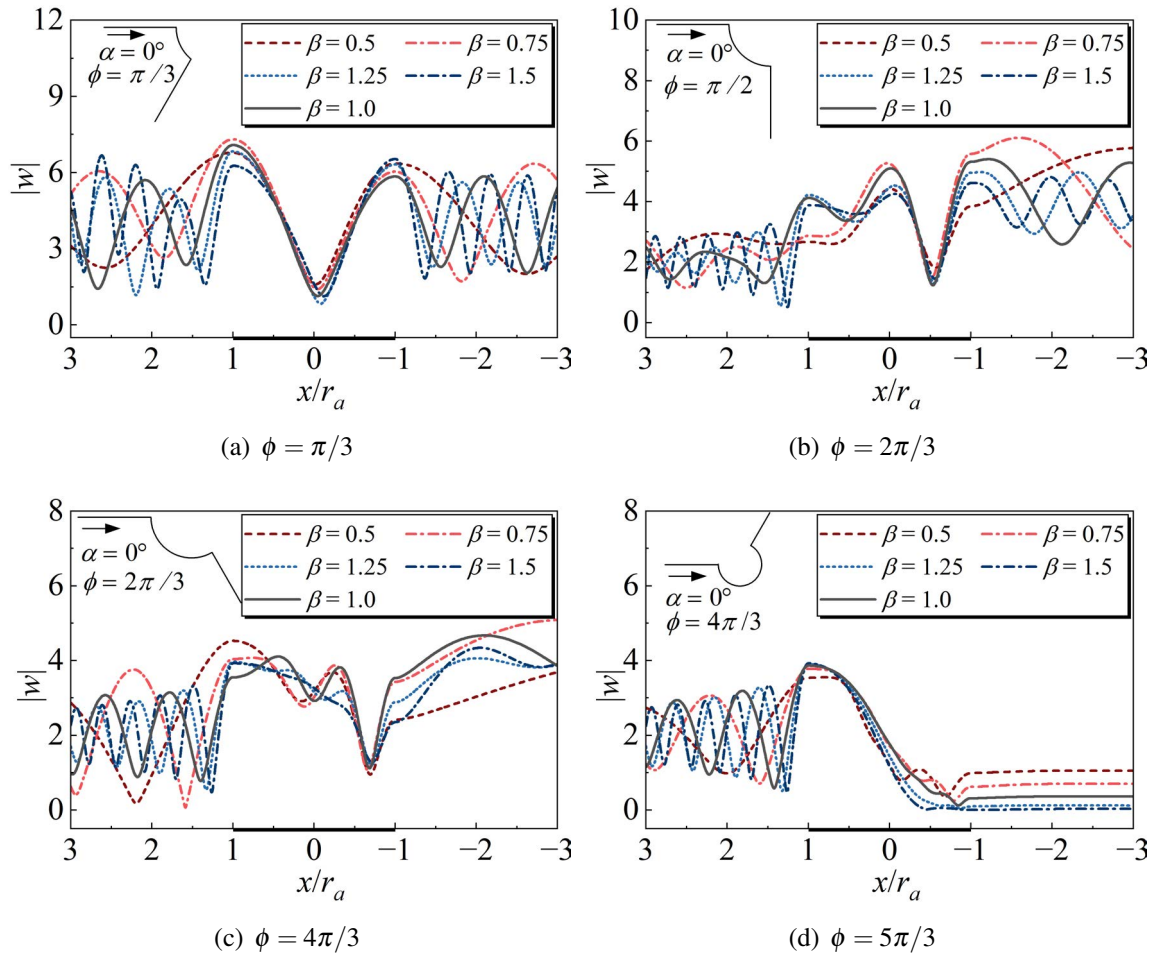 12
9
6
3
0
|w|
α = 0°
ϕ = π /3
β = 0.5 β = 0.75
β = 1.25 β = 1.5
β = 1.0
3 2 1 0 −1 −2 −3
x/rₐ
(a) ϕ = π/3
10
8
6
4
2
0
|w|
α = 0°
ϕ = π /2
β = 0.5 β = 0.75
β = 1.25 β = 1.5
β = 1.0
3 2 1 0 −1 −2 −3
x/rₐ
(b) ϕ = 2π/3
8
6
4
2
0
|w|
α = 0°
ϕ = 2π /3
β = 0.5 β = 0.75
β = 1.25 β = 1.5
β = 1.0
3 2 1 0 −1 −2 −3
x/rₐ
(c) ϕ = 4π/3
8
6
4
2
0
|w|
α = 0°
ϕ = 4π/3
β = 0.5 β = 0.75
β = 1.25 β = 1.5
β = 1.0
3 2 1 0 −1 −2 −3
x/rₐ
(d) ϕ = 5π/3